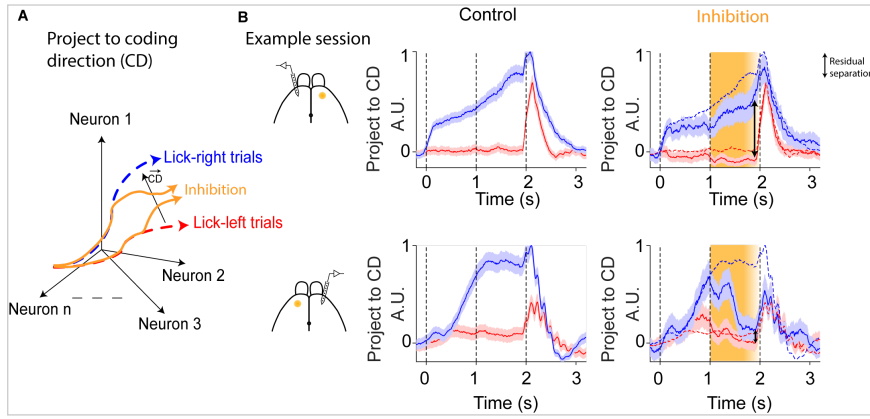 A
Project to coding
direction (CD)
Neuron 1
Lick-right trials
CD
Inhibition
Lick-left trials
Neuron 2
Neuron n
Neuron 3
B
Example session
Control
Inhibition
Residual
separation
Project to CD
A.U.
1
0
0 1 2 3
Time (s)
Project to CD
A.U.
1
0
0 1 2 3
Time (s)
Project to CD
A.U.
1
0
0 1 2 3
Time (s)
Project to CD
A.U.
1
0
0 1 2 3
Time (s)